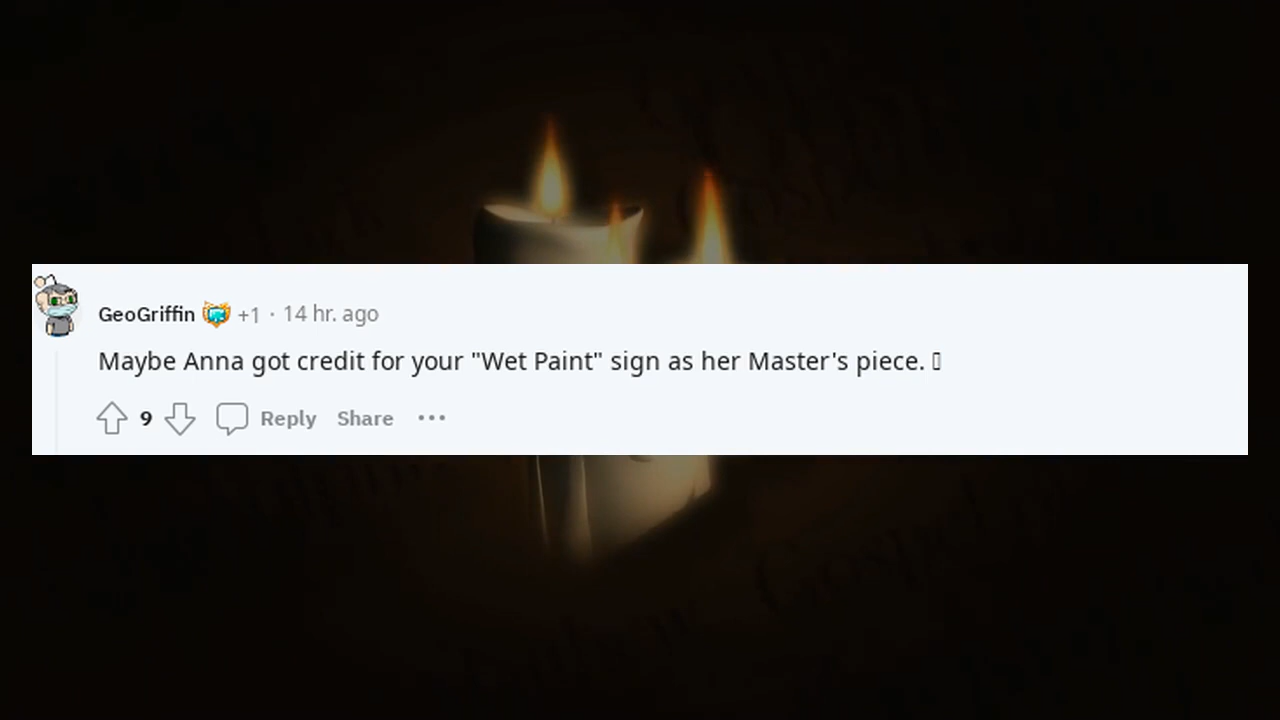 GeoGriffin +1 · 14 hr. ago
Maybe Anna got credit for your "Wet Paint" sign as her Master's piece. ▯
9 Reply Share •••